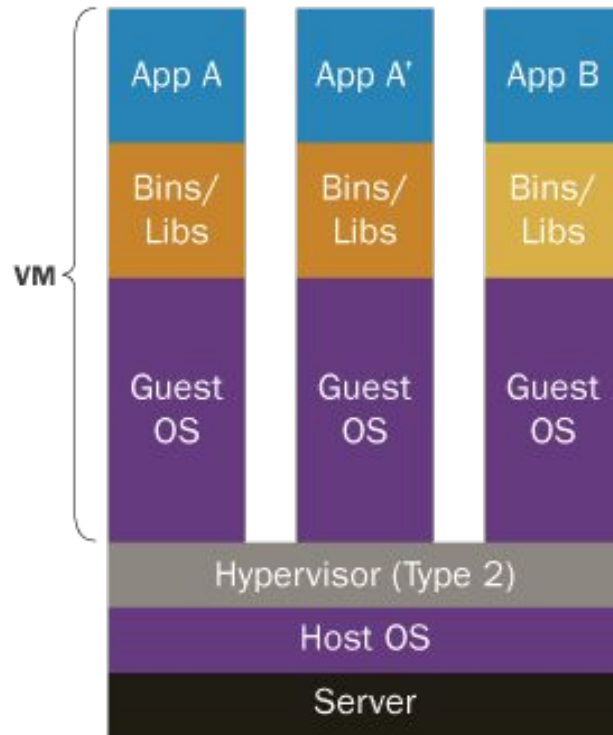 App A
App A’
App B
Bins/
Libs
Bins/
Libs
Bins/
Libs
VM
Guest
OS
Guest
OS
Guest
OS
Hypervisor (Type 2)
Host OS
Server